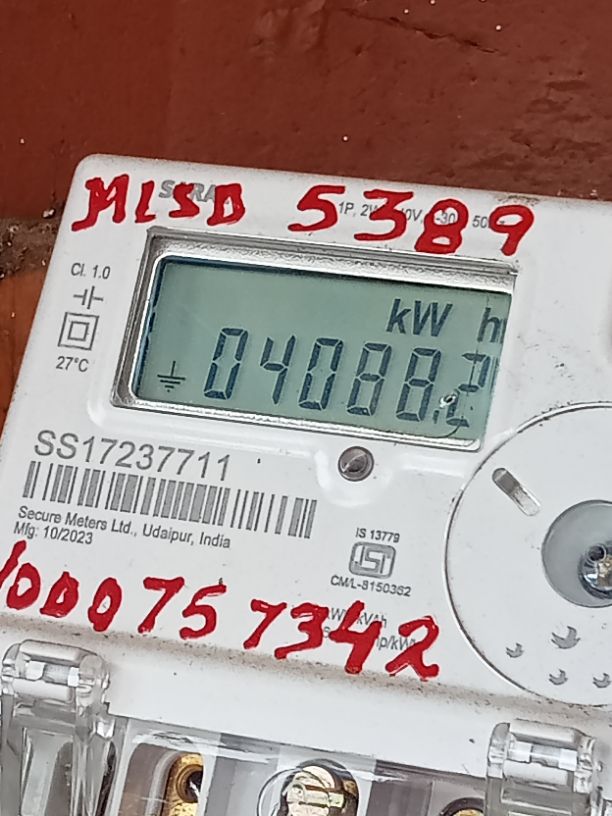 MLSD 5389
Cl. 1.0
27°C
kW h
04088.2
SS17237711
Secure Meters Ltd., Udaipur, India
Mfg: 10/2023
IS 13779
CM/L-8150362
1000757342